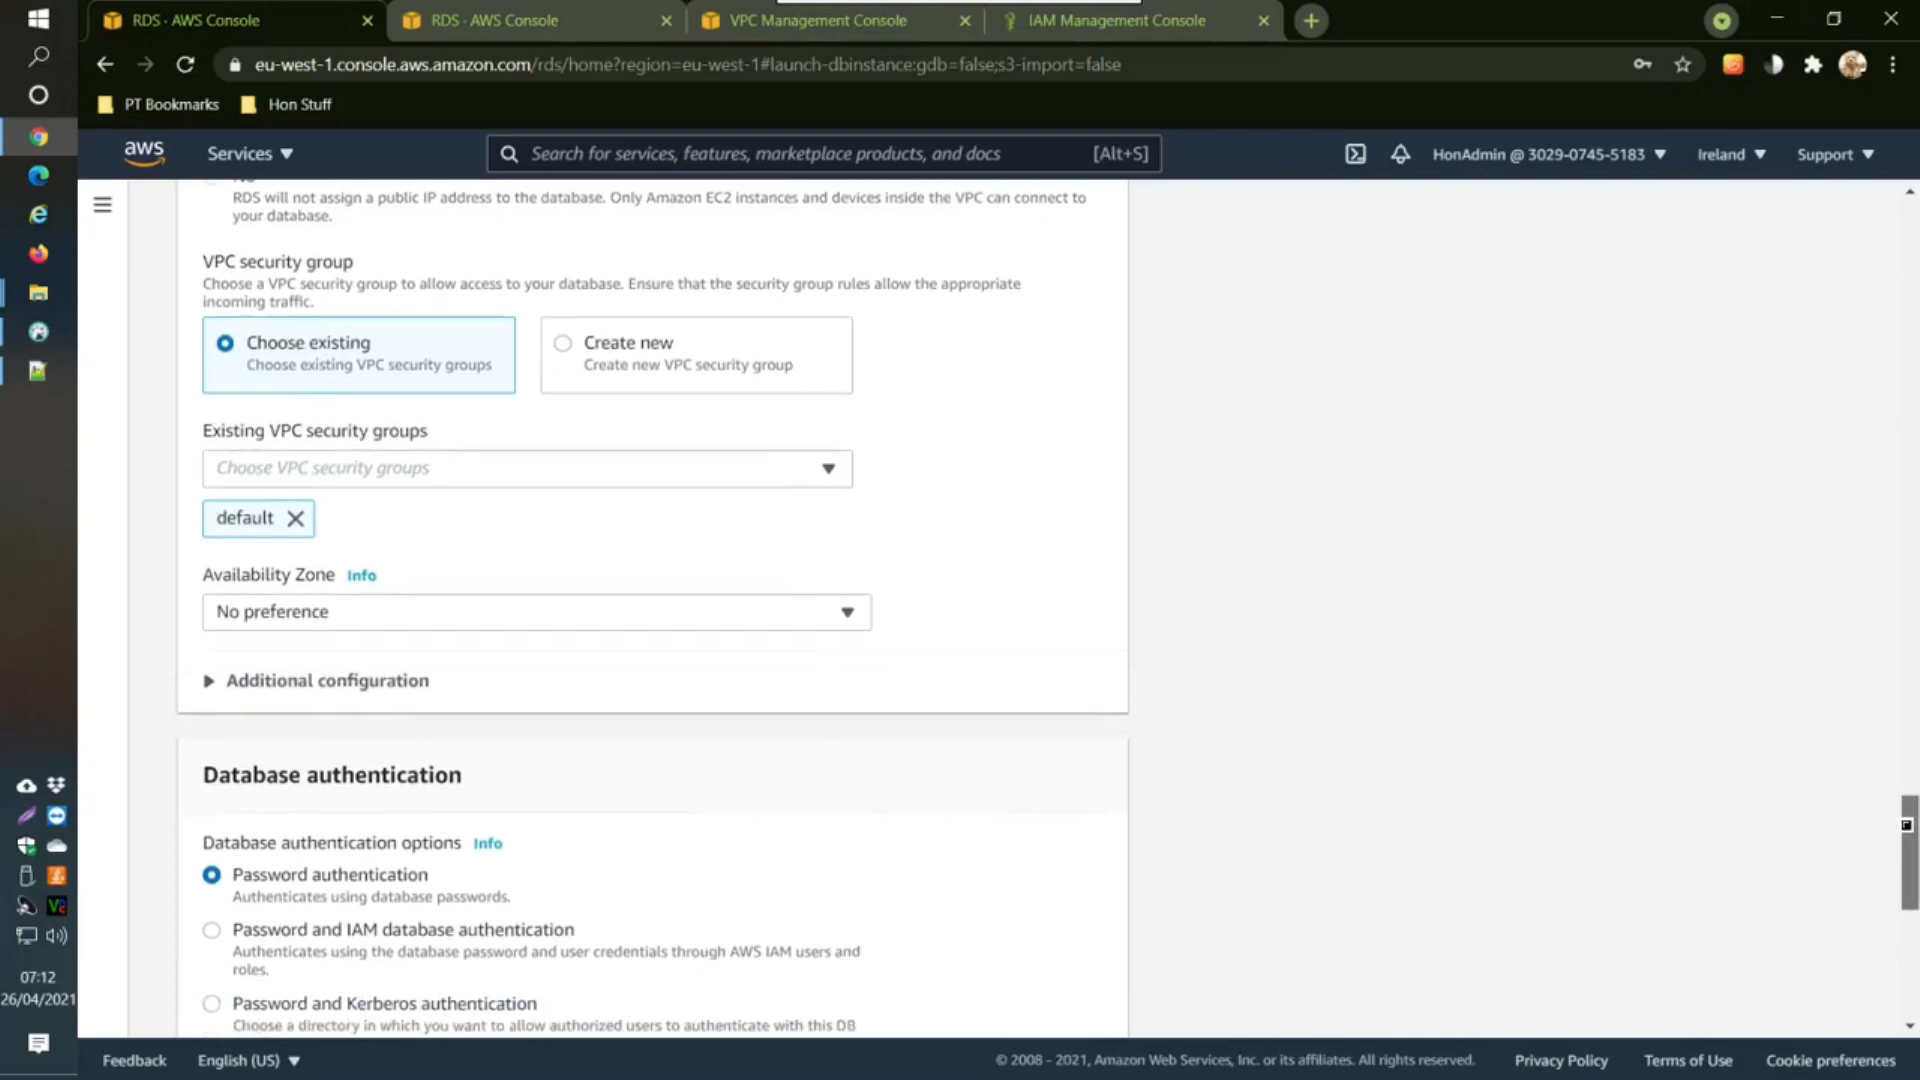 RDS · AWS Console
RDS · AWS Console
VPC Management Console
IAM Management Console
eu-west-1.console.aws.amazon.com/rds/home?region=eu-west-1#launch-dbinstance:gdb=false;s3-import=false
PT Bookmarks
Hon Stuff
aws
Services
Search for services, features, marketplace products, and docs
[Alt+S]
HonAdmin @ 3029-0745-5183
Ireland
Support
RDS will not assign a public IP address to the database. Only Amazon EC2 instances and devices inside the VPC can connect to
your database.
VPC security group
Choose a VPC security group to allow access to your database. Ensure that the security group rules allow the appropriate
incoming traffic.
Choose existing
Choose existing VPC security groups
Create new
Create new VPC security group
Existing VPC security groups
Choose VPC security groups
default
Availability Zone Info
No preference
Additional configuration
Database authentication
Database authentication options Info
Password authentication
Authenticates using database passwords.
Password and IAM database authentication
Authenticates using the database password and user credentials through AWS IAM users and
roles.
Password and Kerberos authentication
Choose a directory in which you want to allow authorized users to authenticate with this DB
07:12
26/04/2021
Feedback
English (US)
© 2008 - 2021, Amazon Web Services, Inc. or its affiliates. All rights reserved.
Privacy Policy
Terms of Use
Cookie preferences